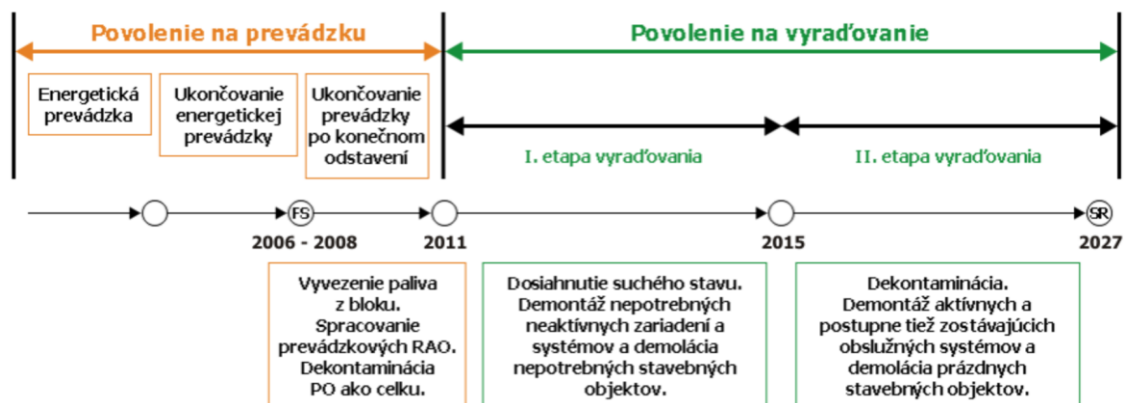 Povolenie na prevádzku
Povolenie na vyraďovanie
Energetická
prevádzka
Ukončovanie
energetickej
prevádzky
Ukončovanie
prevádzky
po konečnom
odstavení
I. etapa vyraďovania
II. etapa vyraďovania
FS
SR
2006 - 2008
2011
2015
2027
Vyvezenie paliva
z bloku.
Spracovanie
prevádzkových RAO.
Dekontaminácia
PO ako celku.
Dosiahnutie suchého stavu.
Demontáž nepotrebných
neaktívnych zariadení a
systémov a demolácia
nepotrebných stavebných
objektov.
Dekontaminácia.
Demontáž aktívnych a
postupne tiež zostávajúcich
obslužných systémov a
demolácia prázdnych
stavebných objektov.